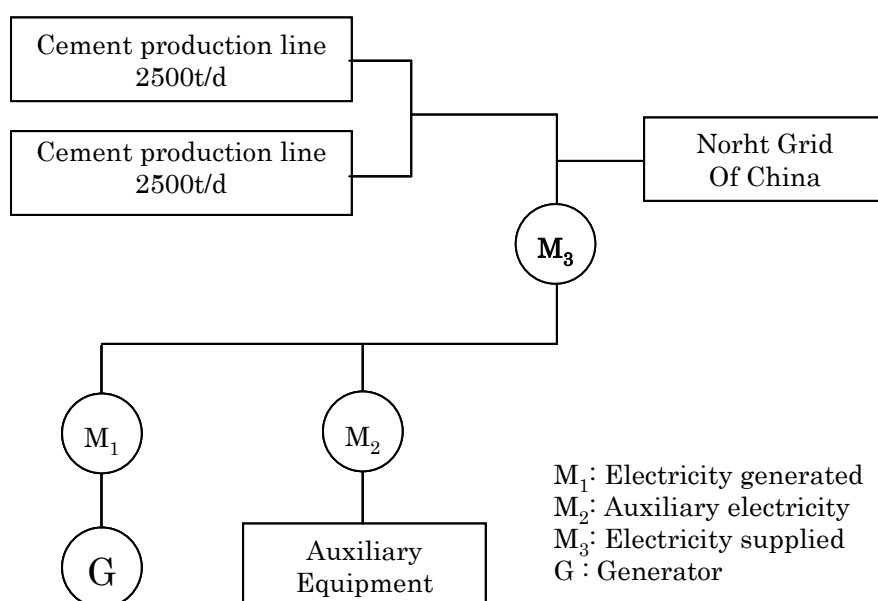 Cement production line
2500t/d
Cement production line
2500t/d
Norht Grid
Of China
M₃
M₁
M₂
G
Auxiliary
Equipment
M₁: Electricity generated
M₂: Auxiliary electricity
M₃: Electricity supplied
G : Generator